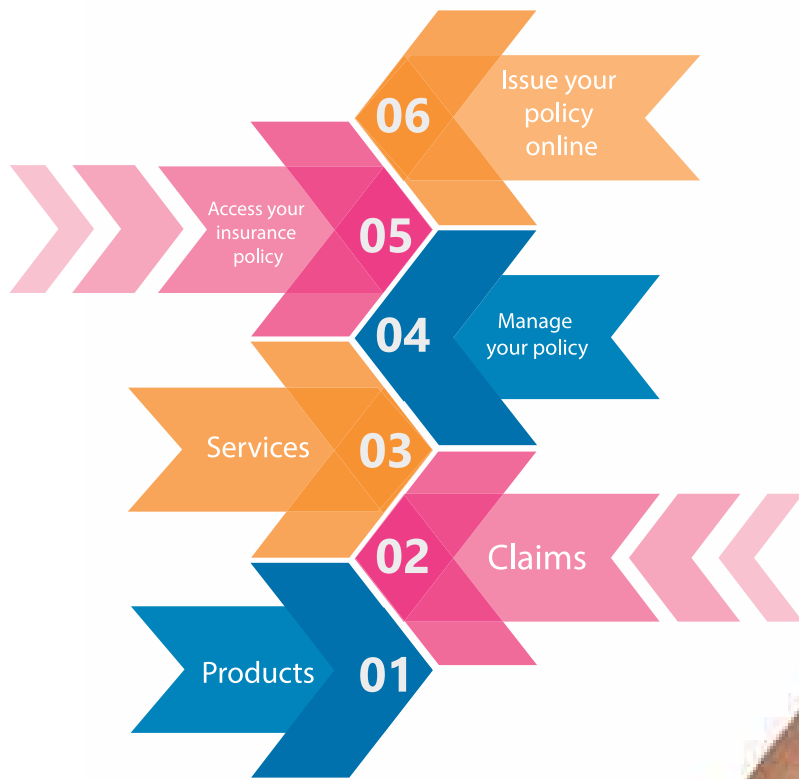 06
Issue your
policy
online
Access your
insurance
policy
05
04
Manage
your policy
Services
03
02
Claims
Products
01